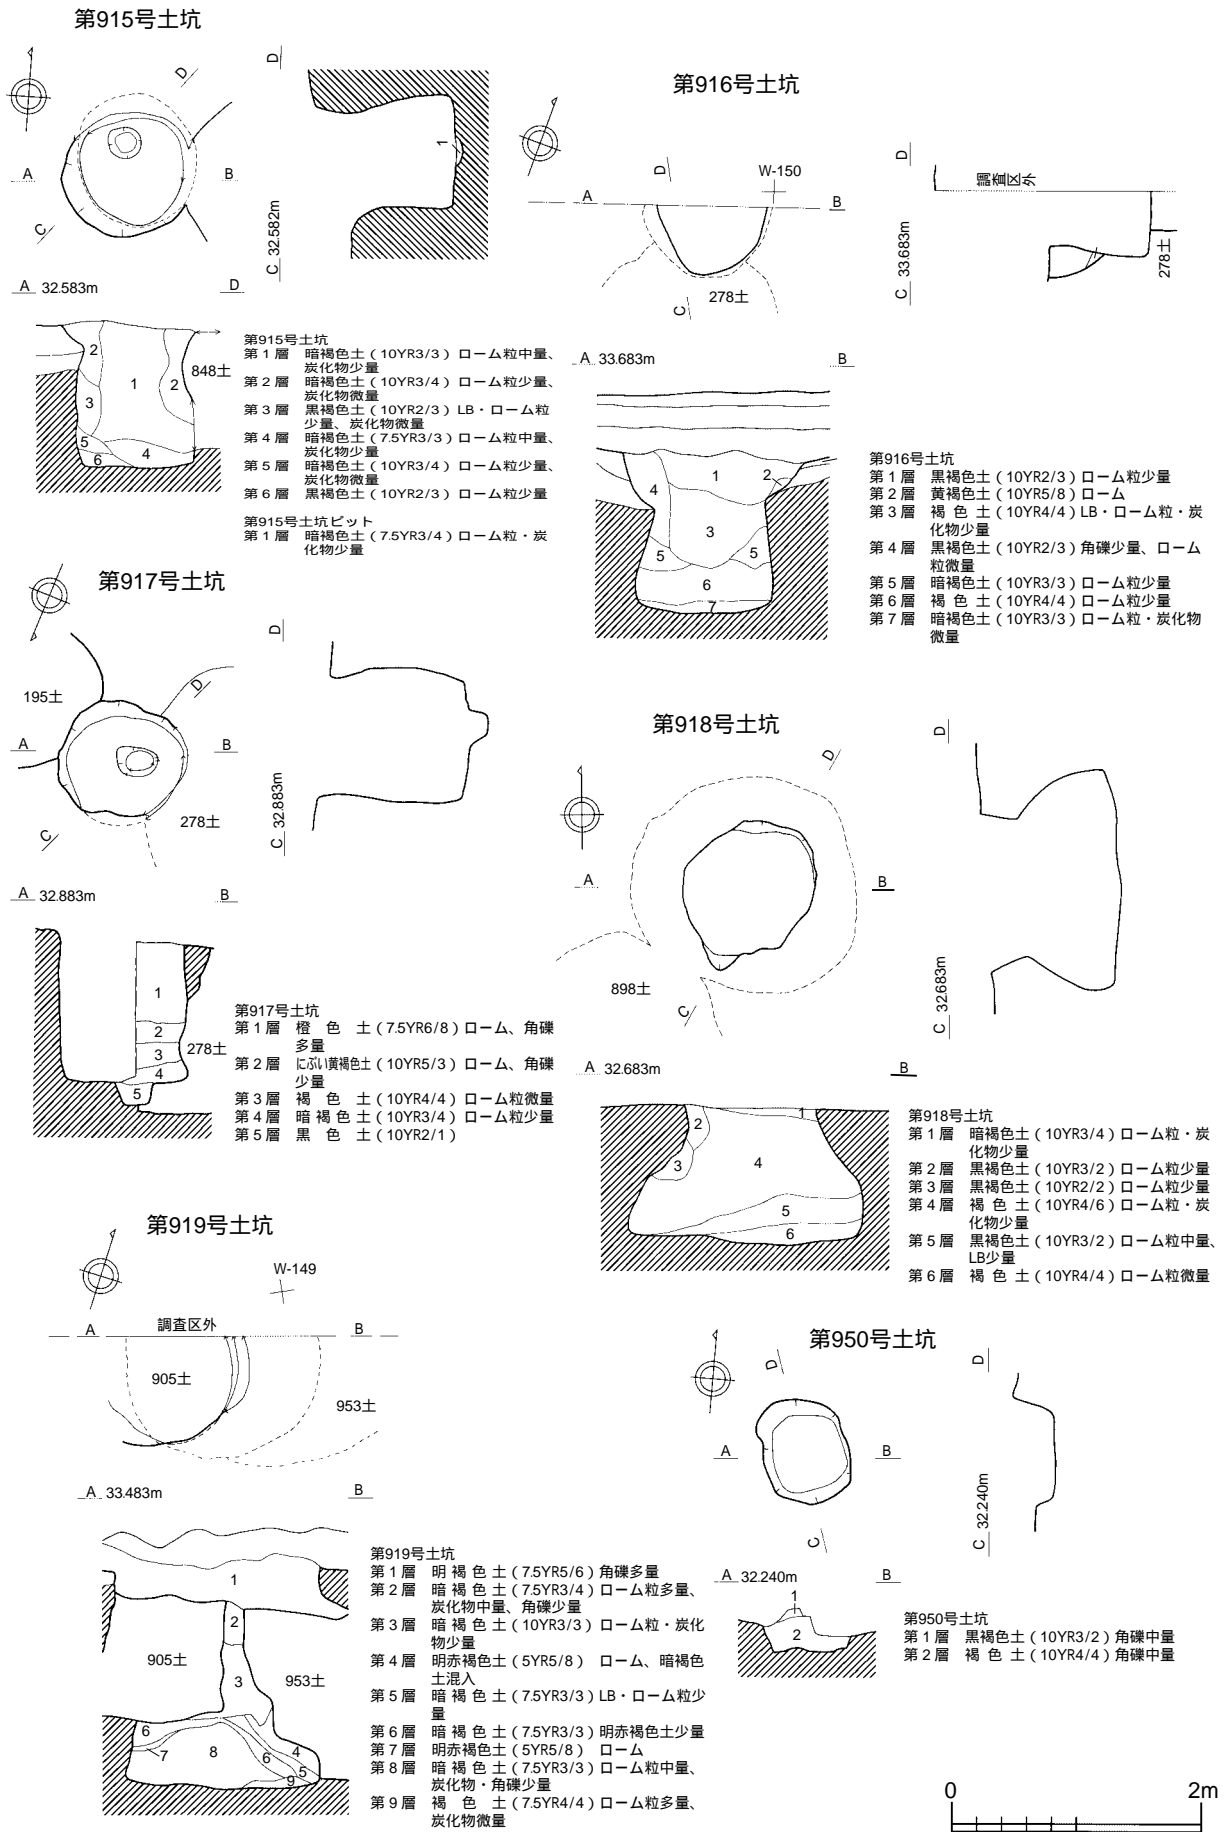 第915号土坑
D
D
A
B
C
C 32.582m
1
A 32.583m
D
2
1
2
848土
3
5
4
6
第915号土坑
第1層 暗褐色土（10YR3/3）ローム粒中量、
炭化物少量
第2層 暗褐色土（10YR3/4）ローム粒少量、
炭化物微量
第3層 黒褐色土（10YR2/3）LB・ローム粒
少量、炭化物微量
第4層 暗褐色土（7.5YR3/3）ローム粒中量、
炭化物少量
第5層 暗褐色土（10YR3/4）ローム粒少量、
炭化物微量
第6層 黒褐色土（10YR2/3）ローム粒少量
第915号土坑ピット
第1層 暗褐色土（7.5YR3/4）ローム粒・炭
化物少量
第916号土坑
D
W-150
A
B
C
278土
D
調査区外
C 33.683m
278土
A 33.683m
B
1
2
4
3
5
5
6
7
第916号土坑
第1層 黒褐色土（10YR2/3）ローム粒少量
第2層 黄褐色土（10YR5/8）ローム
第3層 褐色土（10YR4/4）LB・ローム粒・炭
化物少量
第4層 黒褐色土（10YR2/3）角礫少量、ローム
粒微量
第5層 暗褐色土（10YR3/3）ローム粒少量
第6層 褐色土（10YR4/4）ローム粒少量
第7層 暗褐色土（10YR3/3）ローム粒・炭化物
微量
第917号土坑
D
D
195土
A
B
C
278土
C 32.883m
A 32.883m
B
1
2
3
278土
4
5
第917号土坑
第1層 橙色土（7.5YR6/8）ローム、角礫
多量
第2層 にぶい黄褐色土（10YR5/3）ローム、角礫
少量
第3層 褐色土（10YR4/4）ローム粒微量
第4層 暗褐色土（10YR3/4）ローム粒少量
第5層 黒色土（10YR2/1）
第918号土坑
D
D
A
B
898土
C
C 32.683m
A 32.683m
B
1
2
3
4
5
6
第918号土坑
第1層 暗褐色土（10YR3/4）ローム粒・炭
化物少量
第2層 黒褐色土（10YR3/2）ローム粒少量
第3層 黒褐色土（10YR2/2）ローム粒少量
第4層 褐色土（10YR4/6）ローム粒・炭
化物少量
第5層 黒褐色土（10YR3/2）ローム粒中量、
LB少量
第6層 褐色土（10YR4/4）ローム粒微量
第919号土坑
W-149
A
調査区外
B
905土
953土
A 33.483m
B
1
2
905土
3
953土
6
7
8
6
4
5
9
第919号土坑
第1層 明褐色土（7.5YR5/6）角礫多量
第2層 暗褐色土（7.5YR3/4）ローム粒多量、
炭化物中量、角礫少量
第3層 暗褐色土（10YR3/3）ローム粒・炭化
物少量
第4層 明赤褐色土（5YR5/8） ローム、暗褐色
土混入
第5層 暗褐色土（7.5YR3/3）LB・ローム粒少
量
第6層 暗褐色土（7.5YR3/3）明赤褐色土少量
第7層 明赤褐色土（5YR5/8） ローム
第8層 暗褐色土（7.5YR3/3）ローム粒中量、
炭化物・角礫少量
第9層 褐色土（7.5YR4/4）ローム粒多量、
炭化物微量
第950号土坑
D
D
A
B
C
C 32.240m
A 32.240m
B
1
2
第950号土坑
第1層 黒褐色土（10YR3/2）角礫中量
第2層 褐色土（10YR4/4）角礫中量
0
2m